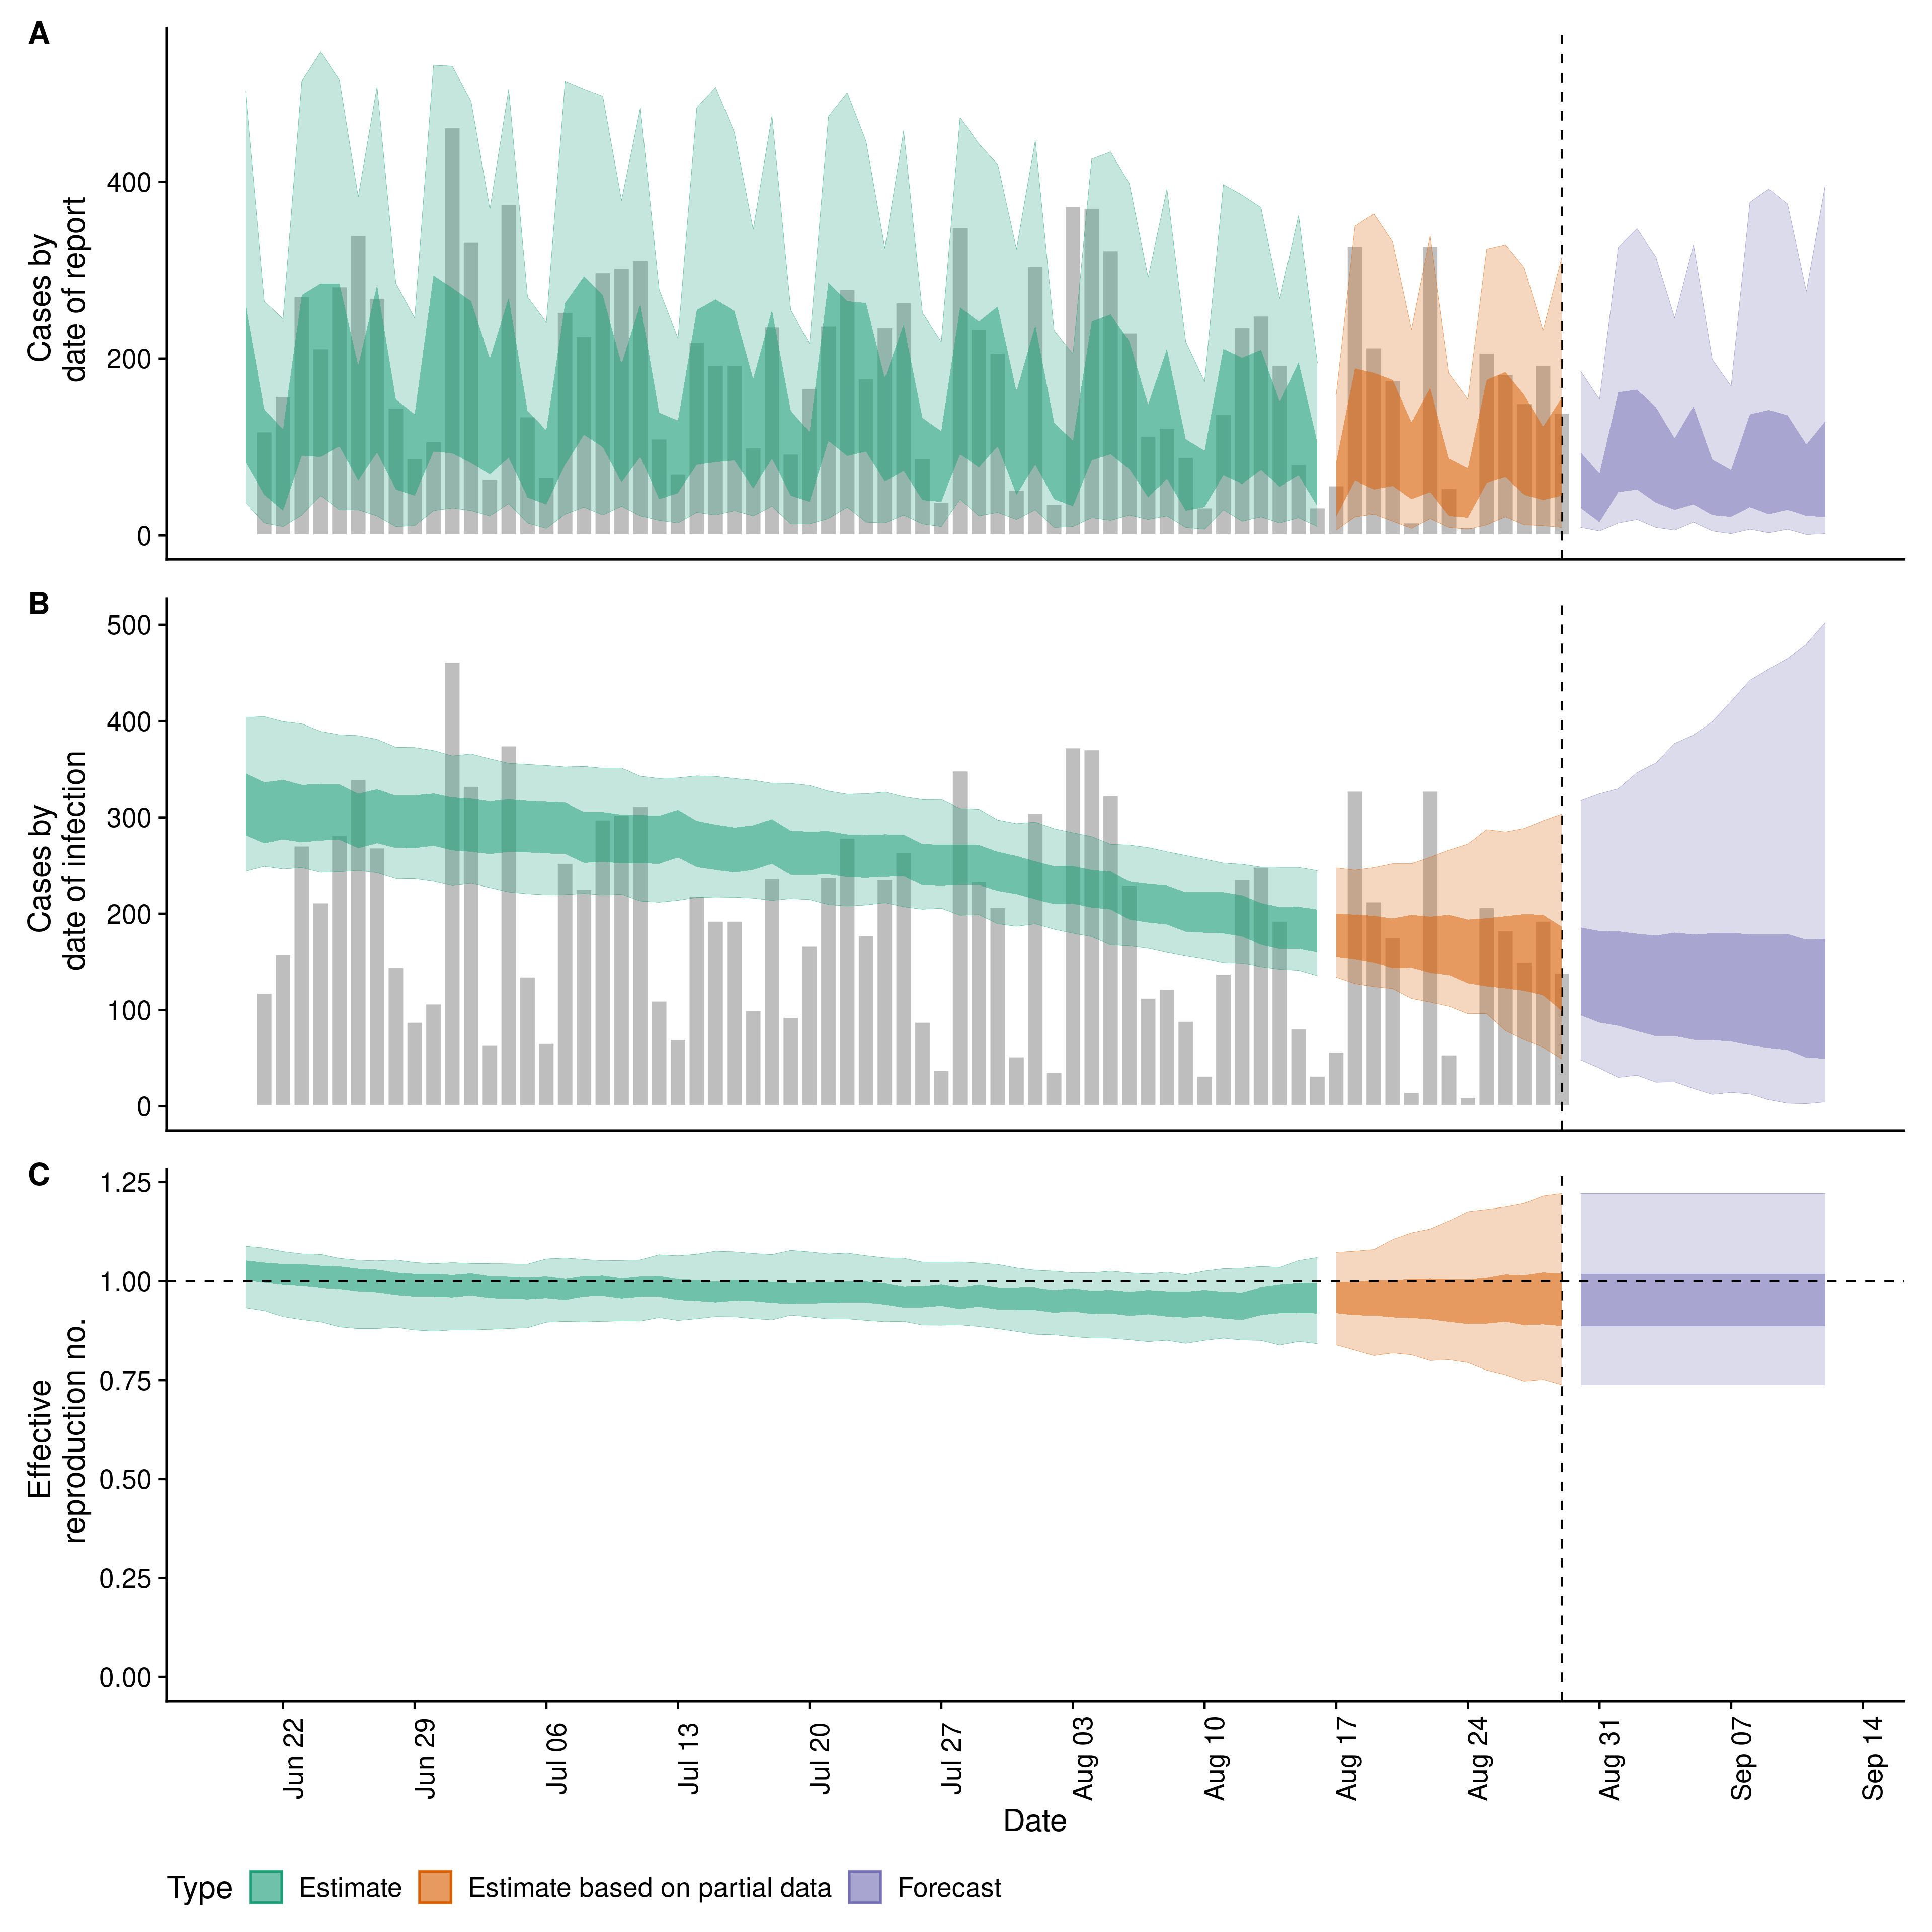 A
Cases by
date of report
400
200
0
B
Cases by
date of infection
500
400
300
200
100
0
C
Effective
reproduction no.
1.25
1.00
0.75
0.50
0.25
0.00
Jun 22
Jun 29
Jul 06
Jul 13
Jul 20
Jul 27
Aug 03
Aug 10
Aug 17
Aug 24
Aug 31
Sep 07
Sep 14
Date
Type Estimate Estimate based on partial data Forecast